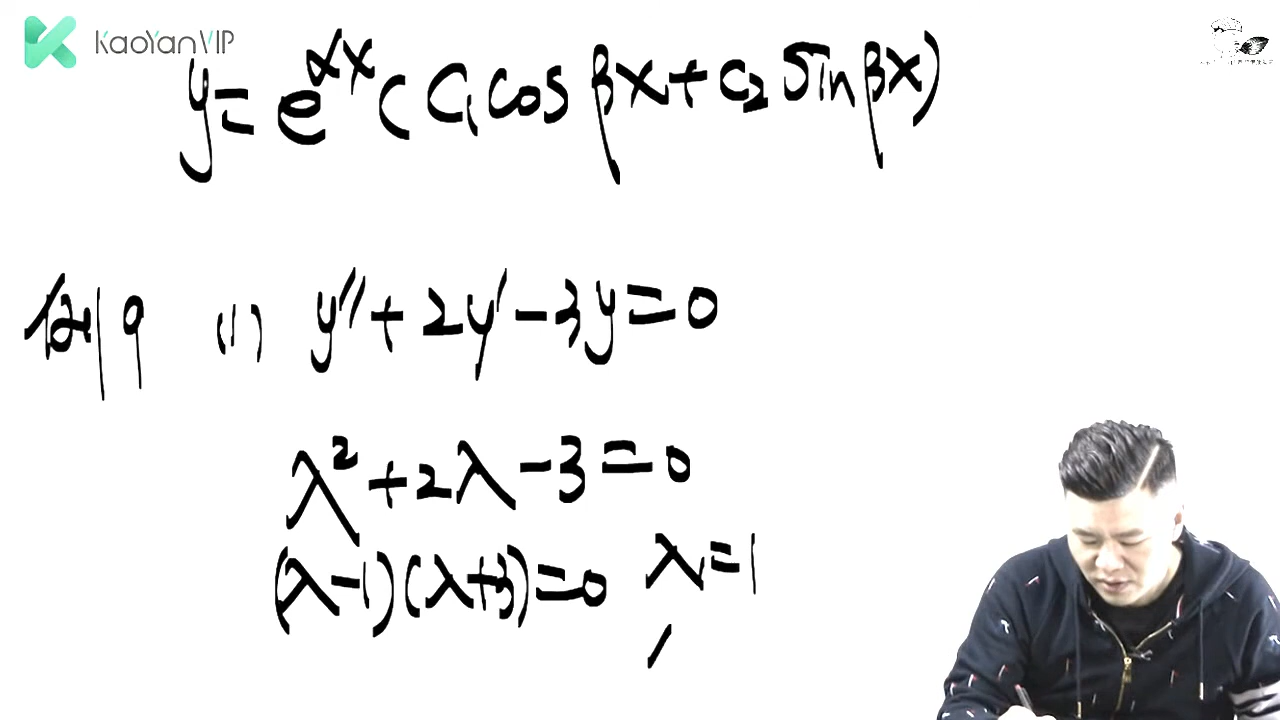 KaoYanVIP
y = e^{αx}(C₁cos βx + C₂ sin βx)
例9 (1) y″ + 2y′ - 3y = 0
λ² + 2λ - 3 = 0
(λ-1)(λ+3) = 0 λ₁ = 1